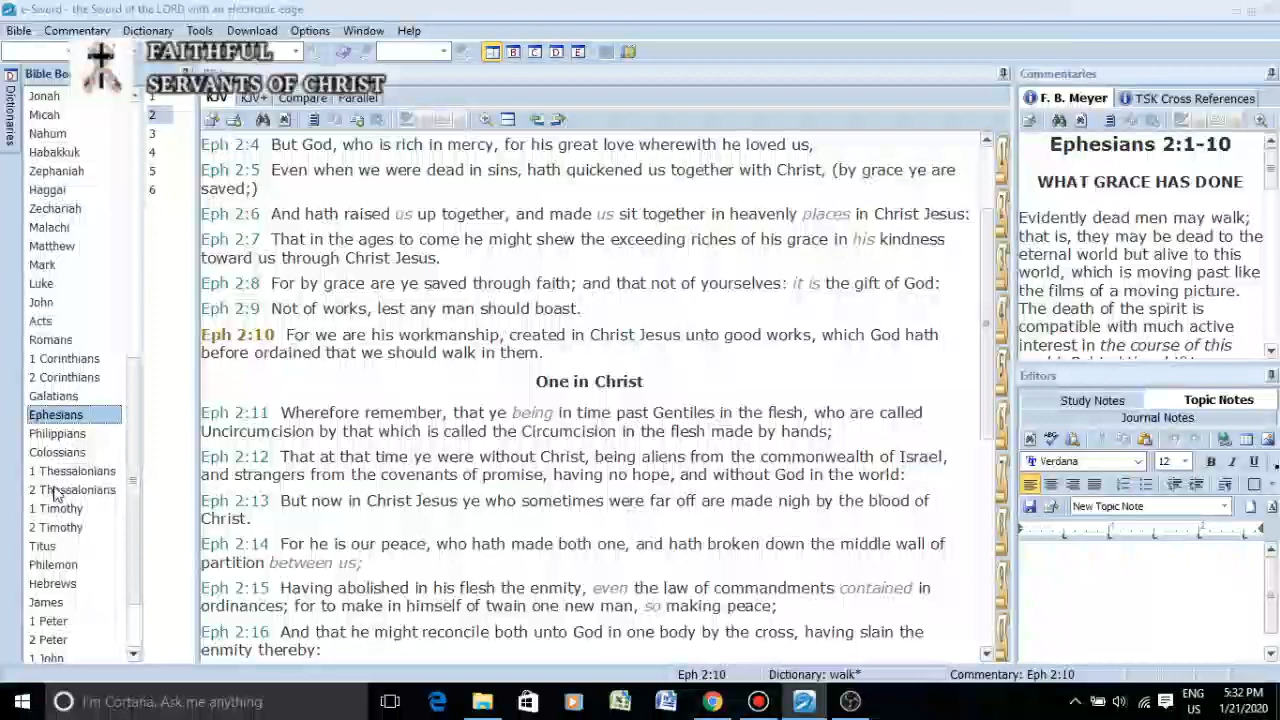 e-Sword - the Sword of the LORD with an electronic edge
Bible Commentary Dictionary Tools Download Options Window Help
FAITHFUL
SERVANTS OF CHRIST
B C D E
Dictionaries
Bible Boo
Jonah
Micah
Nahum
Habakkuk
Zephaniah
Haggai
Zechariah
Malachi
Matthew
Mark
Luke
John
Acts
Romans
1 Corinthians
2 Corinthians
Galatians
Ephesians
Philippians
Colossians
1 Thessalonians
2 Thessalonians
1 Timothy
2 Timothy
Titus
Philemon
Hebrews
James
1 Peter
2 Peter
1 John
1
2
3
4
5
6
KJV KJV+ Compare Parallel
Eph 2:4 But God, who is rich in mercy, for his great love wherewith he loved us,
Eph 2:5 Even when we were dead in sins, hath quickened us together with Christ, (by grace ye are
saved;)
Eph 2:6 And hath raised us up together, and made us sit together in heavenly places in Christ Jesus:
Eph 2:7 That in the ages to come he might shew the exceeding riches of his grace in his kindness
toward us through Christ Jesus.
Eph 2:8 For by grace are ye saved through faith; and that not of yourselves: it is the gift of God:
Eph 2:9 Not of works, lest any man should boast.
Eph 2:10 For we are his workmanship, created in Christ Jesus unto good works, which God hath
before ordained that we should walk in them.
One in Christ
Eph 2:11 Wherefore remember, that ye being in time past Gentiles in the flesh, who are called
Uncircumcision by that which is called the Circumcision in the flesh made by hands;
Eph 2:12 That at that time ye were without Christ, being aliens from the commonwealth of Israel,
and strangers from the covenants of promise, having no hope, and without God in the world:
Eph 2:13 But now in Christ Jesus ye who sometimes were far off are made nigh by the blood of
Christ.
Eph 2:14 For he is our peace, who hath made both one, and hath broken down the middle wall of
partition between us;
Eph 2:15 Having abolished in his flesh the enmity, even the law of commandments contained in
ordinances; for to make in himself of twain one new man, so making peace;
Eph 2:16 And that he might reconcile both unto God in one body by the cross, having slain the
enmity thereby:
Commentaries
F. B. Meyer TSK Cross References
Ephesians 2:1-10
WHAT GRACE HAS DONE
Evidently dead men may walk;
that is, they may be dead to the
eternal world but alive to this
world, which is moving past like
the films of a moving picture.
The death of the spirit is
compatible with much active
interest in the course of this
Editors
Study Notes Topic Notes
Journal Notes
Verdana 12 B I U
New Topic Note
Eph 2:10 Dictionary: walk* Commentary: Eph 2:10
I'm Cortana. Ask me anything
ENG
US
5:32 PM
1/21/2020